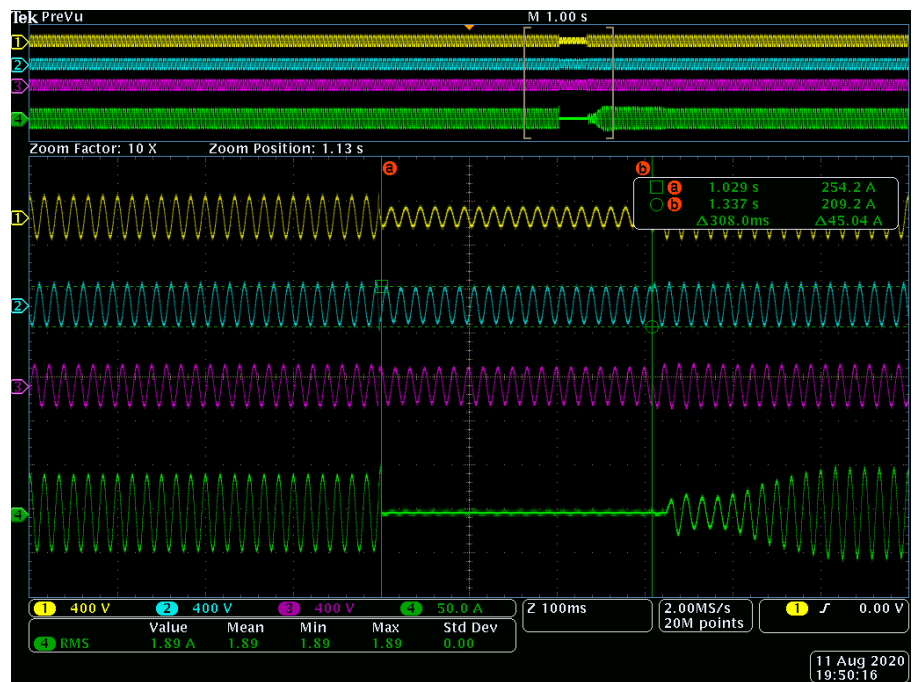 Tek PreVu M 1.00 s
1
2
3
4
Zoom Factor: 10 X Zoom Position: 1.13 s
a b
a 1.029 s 254.2 A
b 1.337 s 209.2 A
Δ308.0ms Δ45.04 A
1
2
3
4
1 400 V 2 400 V 3 400 V 4 50.0 A Z 100ms 2.00MS/s 1 0.00 V
20M points
Value Mean Min Max Std Dev
4 RMS 1.89 A 1.89 1.89 1.89 0.00
11 Aug 2020
19:50:16